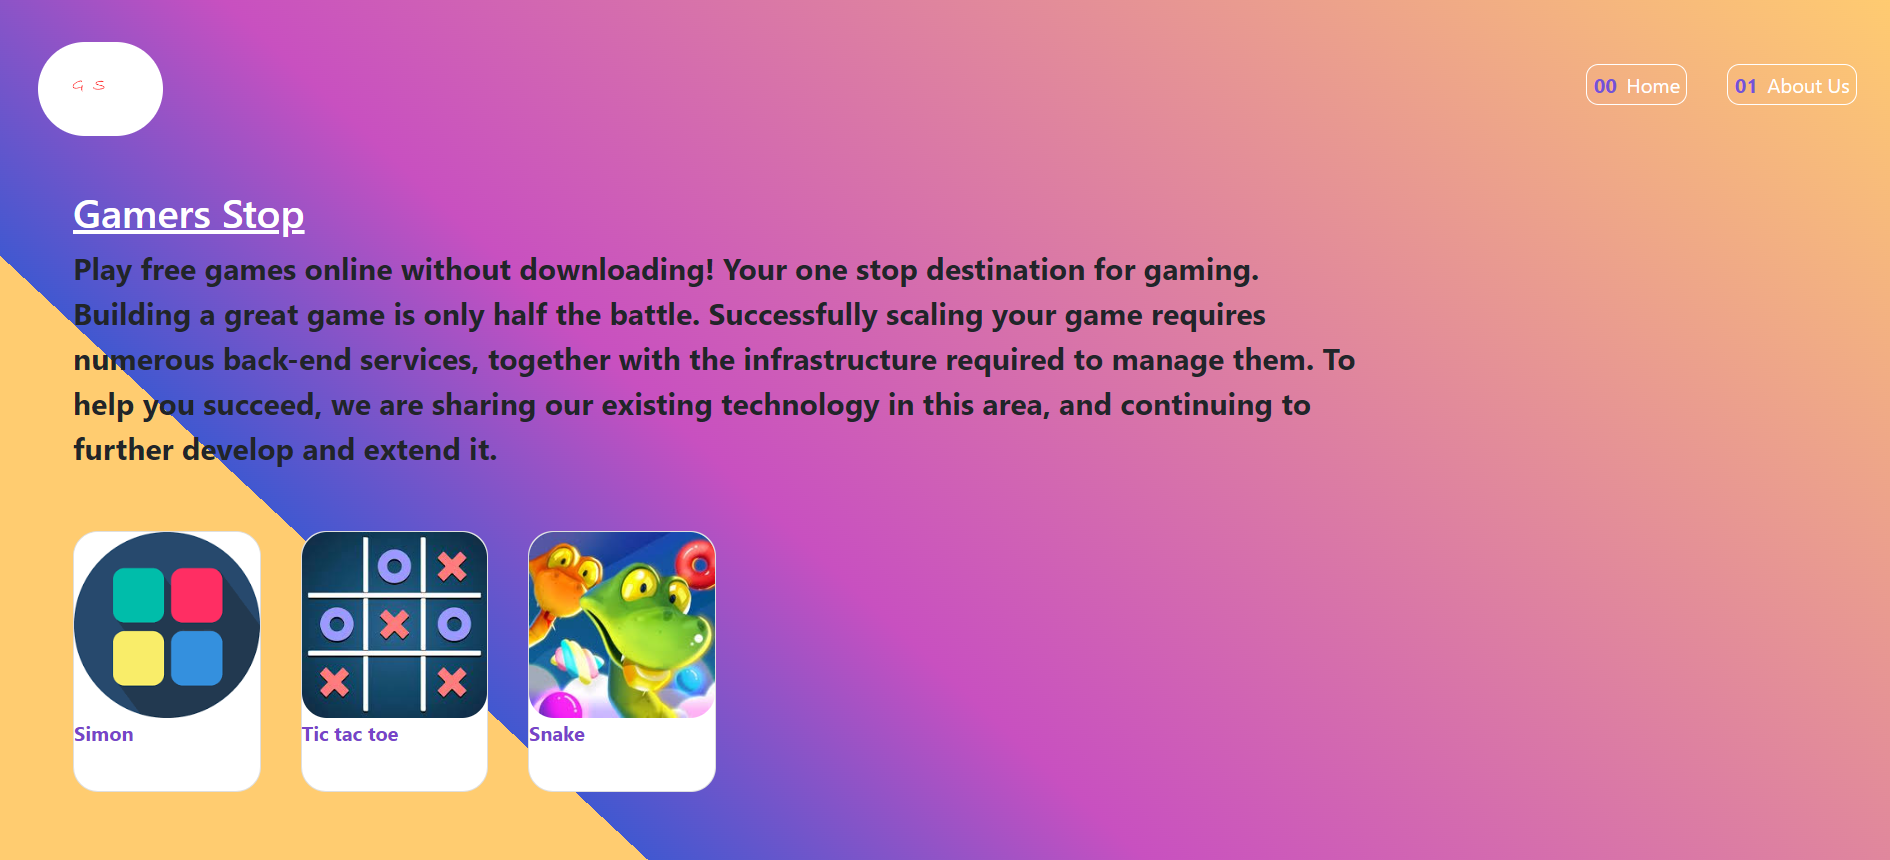 G S
00 Home
01 About Us
Gamers Stop
Play free games online without downloading! Your one stop destination for gaming.
Building a great game is only half the battle. Successfully scaling your game requires
numerous back-end services, together with the infrastructure required to manage them. To
help you succeed, we are sharing our existing technology in this area, and continuing to
further develop and extend it.
Simon
Tic tac toe
Snake